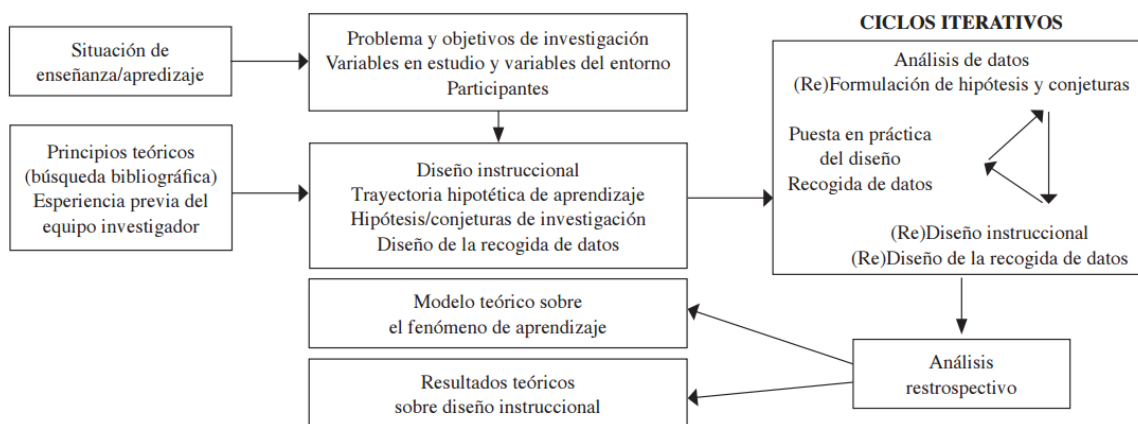 Situación de
enseñanza/apredizaje
Problema y objetivos de investigación
Variables en estudio y variables del entorno
Participantes
CICLOS ITERATIVOS
Análisis de datos
(Re)Formulación de hipótesis y conjeturas
Puesta en práctica
del diseño
Recogida de datos
(Re)Diseño instruccional
(Re)Diseño de la recogida de datos
Principios teóricos
(búsqueda bibliográfica)
Esperiencia previa del
equipo investigador
Diseño instruccional
Trayectoria hipotética de aprendizaje
Hipótesis/conjeturas de investigación
Diseño de la recogida de datos
Modelo teórico sobre
el fenómeno de aprendizaje
Resultados teóricos
sobre diseño instruccional
Análisis
restrospectivo